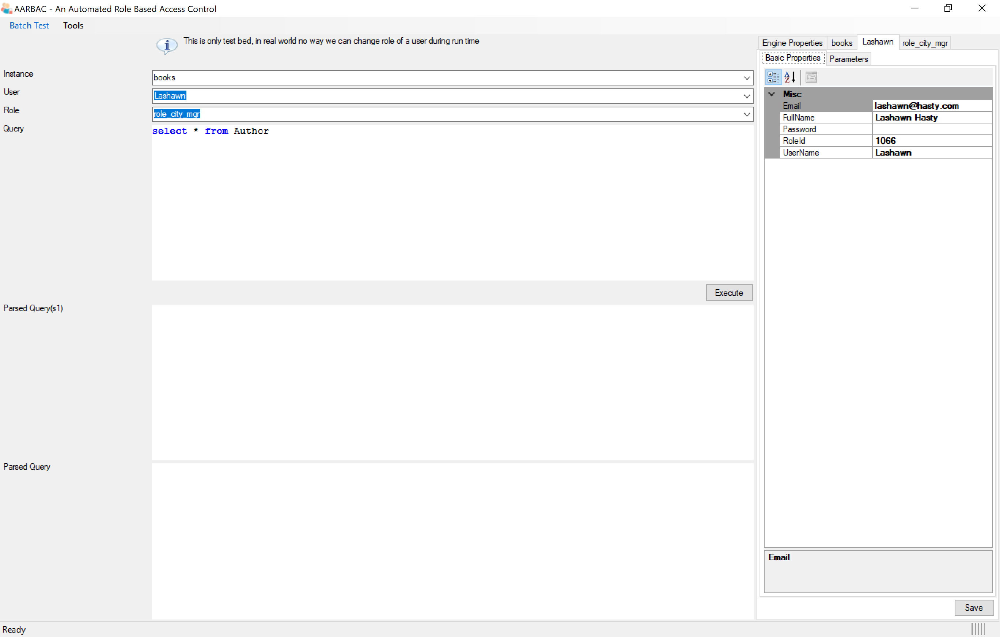 AARBAC - An Automated Role Based Access Control
Batch Test Tools
This is only test bed, in real world no way we can change role of a user during run time
Instance
books
User
Lashawn
Role
role_city_mgr
Query
select * from Author
Execute
Parsed Query(s1)
Parsed Query
Engine Properties books Lashawn role_city_mgr
Basic Properties Parameters
A
Z
Misc
Email lashawn@hasty.com
FullName Lashawn Hasty
Password
RoleId 1066
UserName Lashawn
Email
Save
Ready